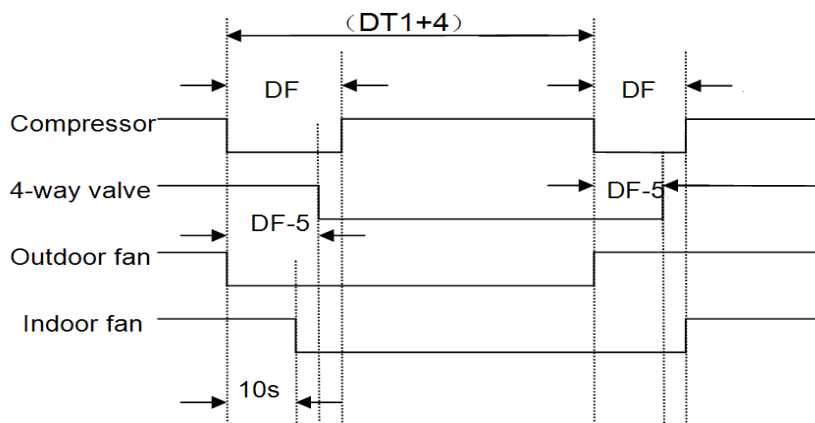 （DT1+4）
DF DF
Compressor
4-way valve
DF-5
DF-5
Outdoor fan
Indoor fan
10s